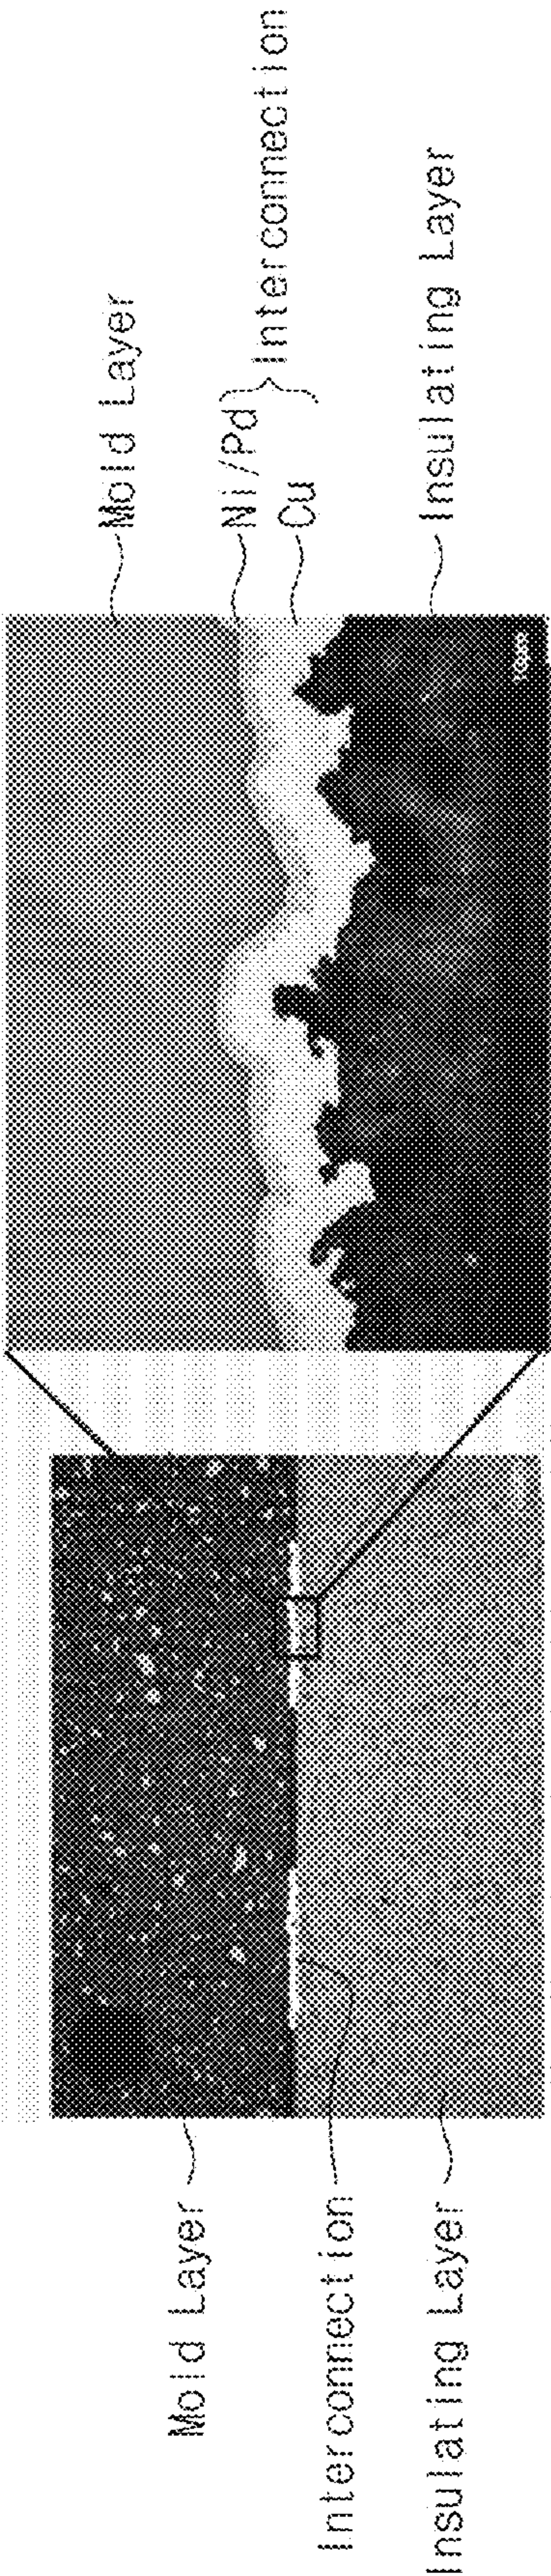 Mold Layer
Interconnection
Insulating Layer
Mold Layer
Ni/Pd
Cu
Interconnection
Insulating Layer